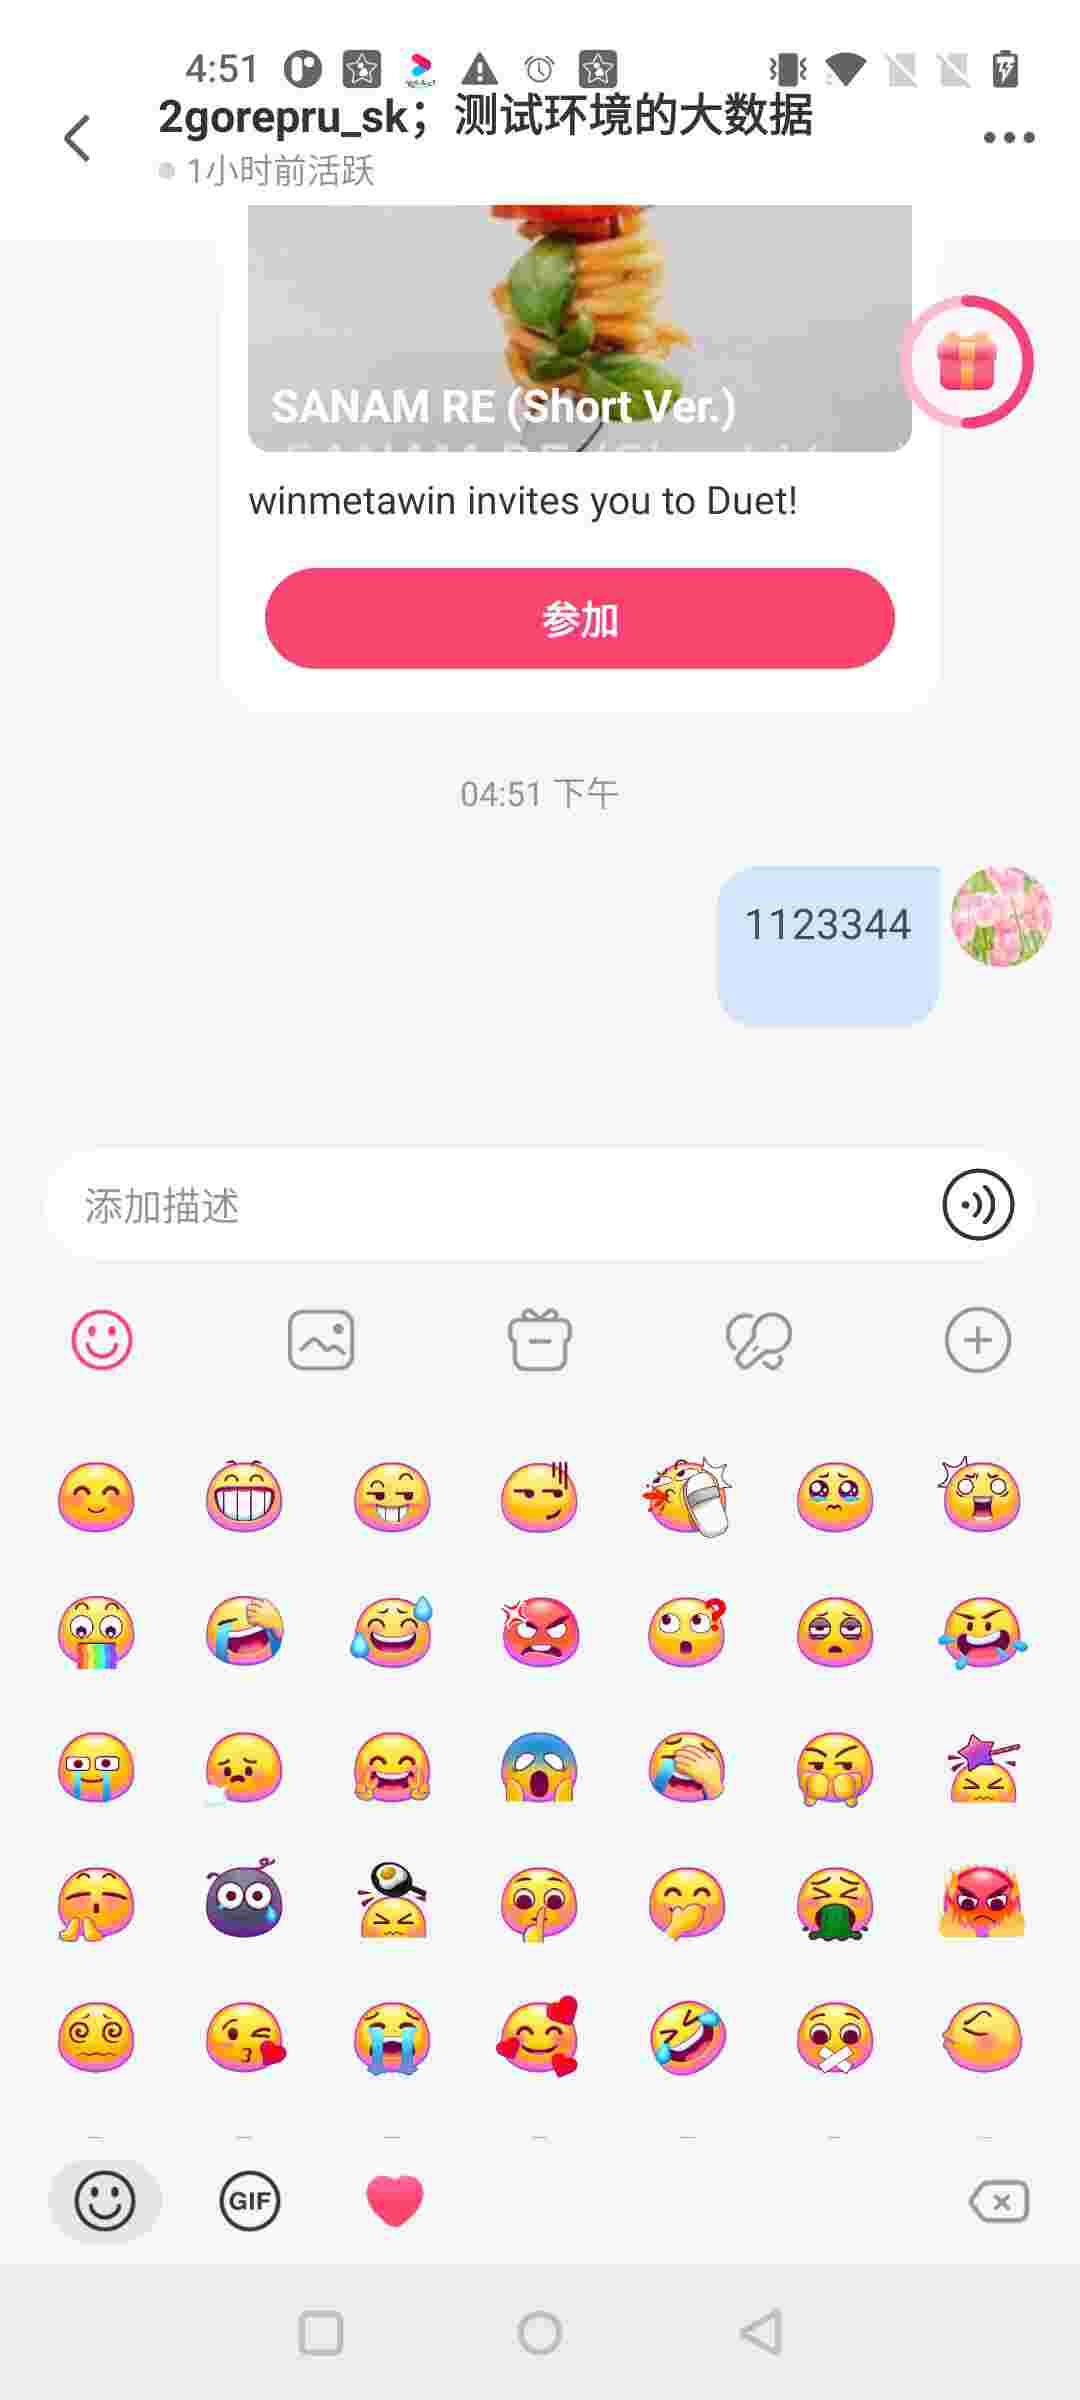 4:51
2gorepru_sk；测试环境的大数据
1小时前活跃
SANAM RE (Short Ver.)
winmetawin invites you to Duet!
参加
04:51 下午
1123344
添加描述
GIF